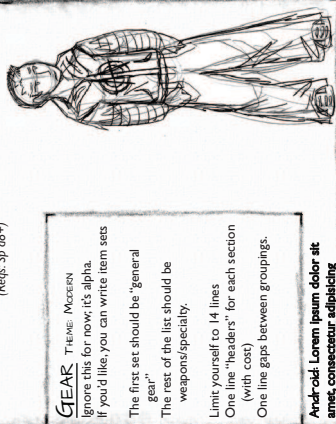 (Reqs: Sp d8+)
GEAR THEME: MODERN
Ignore this for now; it's alpha.
If you'd like, you can write item sets
The first set should be "general
gear"
The rest of the list should be
weapons/specialty.
Limit yourself to 14 lines
One line "headers" for each section
(with cost)
One line gaps between groupings.
Android: Lorem ipsum dolor sit
amet, consectetur adipisicing